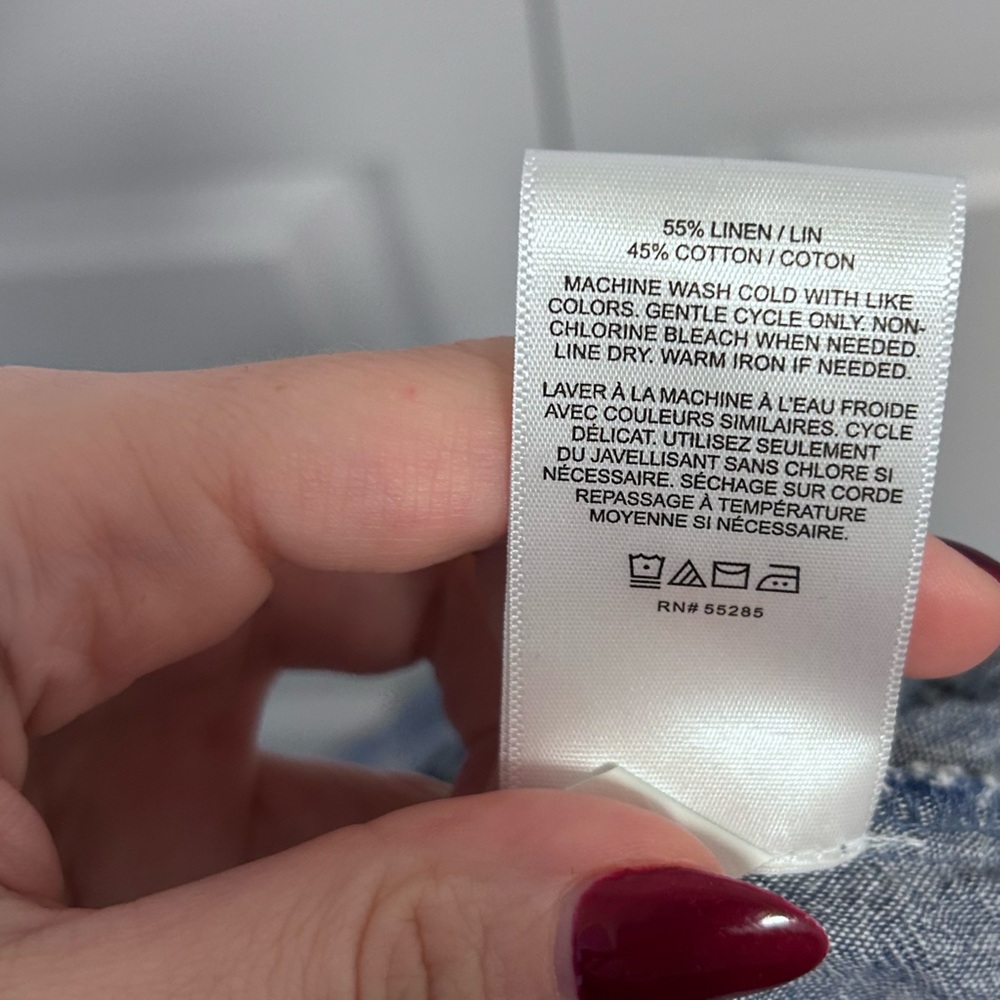 55% LINEN / LIN
45% COTTON / COTON
MACHINE WASH COLD WITH LIKE
COLORS. GENTLE CYCLE ONLY. NON-
CHLORINE BLEACH WHEN NEEDED.
LINE DRY. WARM IRON IF NEEDED.
LAVER À LA MACHINE À L'EAU FROIDE
AVEC COULEURS SIMILAIRES. CYCLE
DÉLICAT. UTILISEZ SEULEMENT
DU JAVELLISANT SANS CHLORE SI
NÉCESSAIRE. SÉCHAGE SUR CORDE
REPASSAGE À TEMPÉRATURE
MOYENNE SI NÉCESSAIRE.
RN# 55285